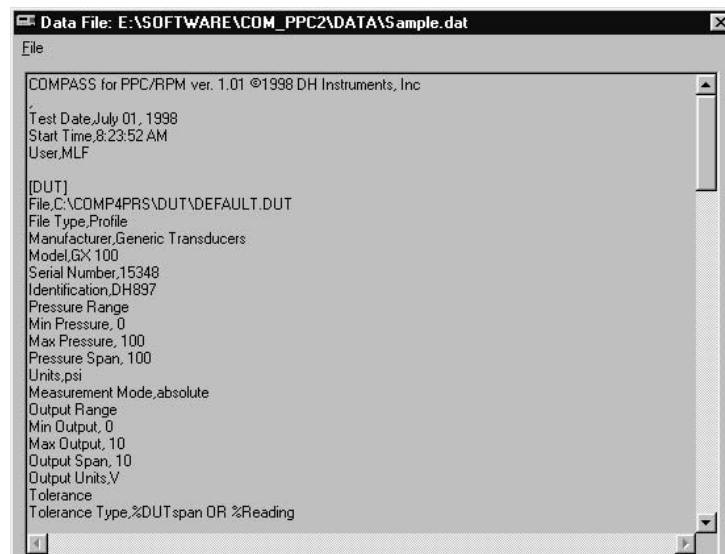 Data File: E:\SOFTWARE\COM_PPC2\DATA\Sample.dat
File
COMPASS for PPC/RPM ver. 1.01 ©1998 DH Instruments, Inc
,
Test Date,July 01, 1998
Start Time,8:23:52 AM
User,MLF
[DUT]
File,C:\COMP4PRS\DUT\DEFAULT.DUT
File Type,Profile
Manufacturer,Generic Transducers
Model,GX 100
Serial Number,15348
Identification,DH897
Pressure Range
Min Pressure, 0
Max Pressure, 100
Pressure Span, 100
Units,psi
Measurement Mode,absolute
Output Range
Min Output, 0
Max Output, 10
Output Span, 10
Output Units,V
Tolerance
Tolerance Type,%DUTspan OR %Reading